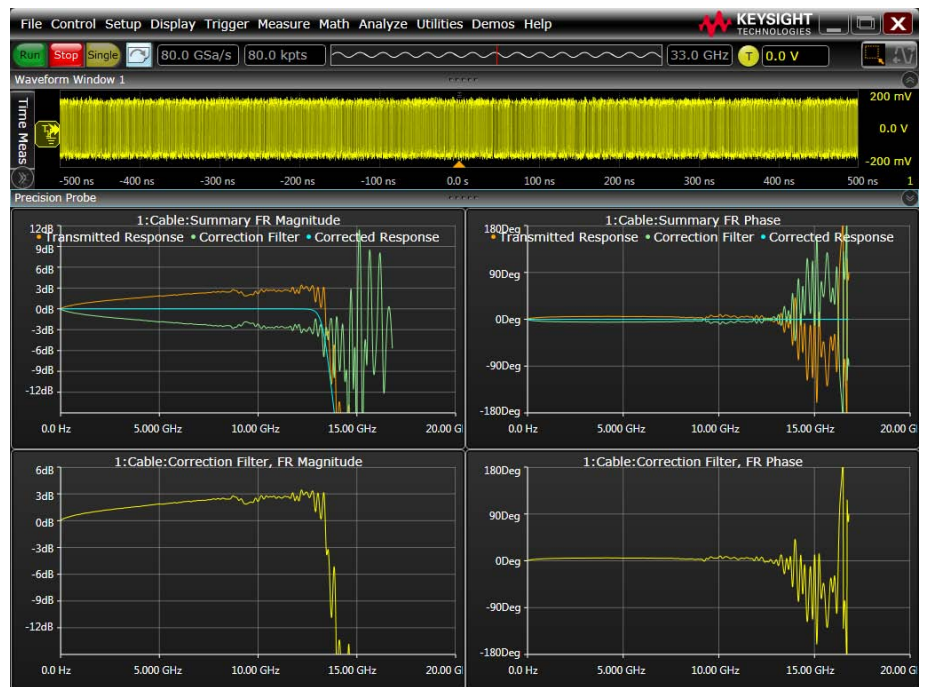 File Control Setup Display Trigger Measure Math Analyze Utilities Demos Help
KEYSIGHT
TECHNOLOGIES
Run Stop Single 80.0 GSa/s 80.0 kpts 33.0 GHz T 0.0 V
Waveform Window 1
Time Meas
200 mV
0.0 V
-200 mV
-500 ns -400 ns -300 ns -200 ns -100 ns 0.0 s 100 ns 200 ns 300 ns 400 ns 500 ns 1
Precision Probe
1:Cable:Summary FR Magnitude
Transmitted Response • Correction Filter • Corrected Response
12dB
9dB
6dB
3dB
0dB
-3dB
-6dB
-9dB
-12dB
0.0 Hz 5.000 GHz 10.00 GHz 15.00 GHz 20.00 G
1:Cable:Summary FR Phase
Transmitted Response • Correction Filter • Corrected Response
180Deg
90Deg
0Deg
-90Deg
-180Deg
0.0 Hz 5.000 GHz 10.00 GHz 15.00 GHz 20.00 G
1:Cable:Correction Filter, FR Magnitude
6dB
3dB
0dB
-3dB
-6dB
-9dB
-12dB
0.0 Hz 5.000 GHz 10.00 GHz 15.00 GHz 20.00 G
1:Cable:Correction Filter, FR Phase
180Deg
90Deg
0Deg
-90Deg
-180Deg
0.0 Hz 5.000 GHz 10.00 GHz 15.00 GHz 20.00 G